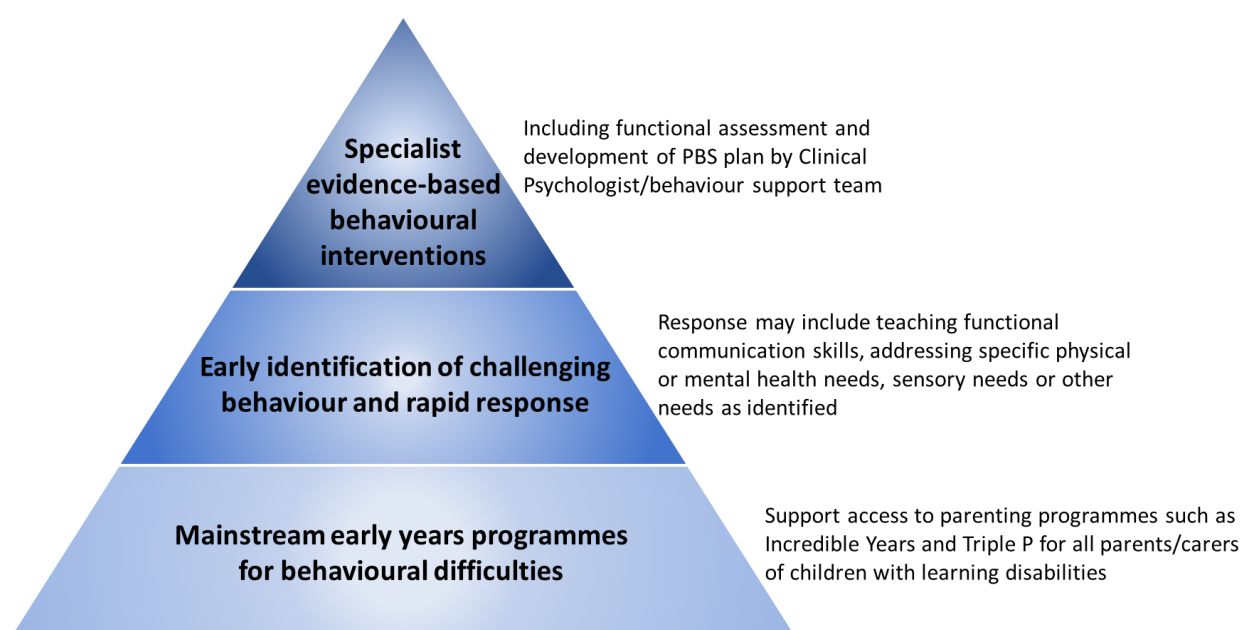 Specialist
evidence-based
behavioural
interventions
Including functional assessment and
development of PBS plan by Clinical
Psychologist/behaviour support team
Early identification of challenging
behaviour and rapid response
Response may include teaching functional
communication skills, addressing specific physical
or mental health needs, sensory needs or other
needs as identified
Mainstream early years programmes
for behavioural difficulties
Support access to parenting programmes such as
Incredible Years and Triple P for all parents/carers
of children with learning disabilities